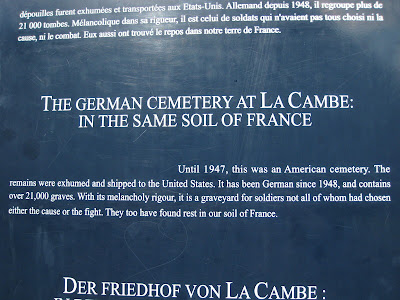 dépouilles furent exhumées et transportées aux Etats-Unis. Allemand depuis 1948, il regroupe plus de
21 000 tombes. Mélancolique dans sa rigueur, il est celui de soldats qui n'avaient pas tous choisi ni la
cause, ni le combat. Eux aussi ont trouvé le repos dans notre terre de France.
THE GERMAN CEMETERY AT LA CAMBE:
IN THE SAME SOIL OF FRANCE
Until 1947, this was an American cemetery. The
remains were exhumed and shipped to the United States. It has been German since 1948, and contains
over 21,000 graves. With its melancholy rigour, it is a graveyard for soldiers not all of whom had chosen
either the cause or the fight. They too have found rest in our soil of France.
DER FRIEDHOF VON LA CAMBE :